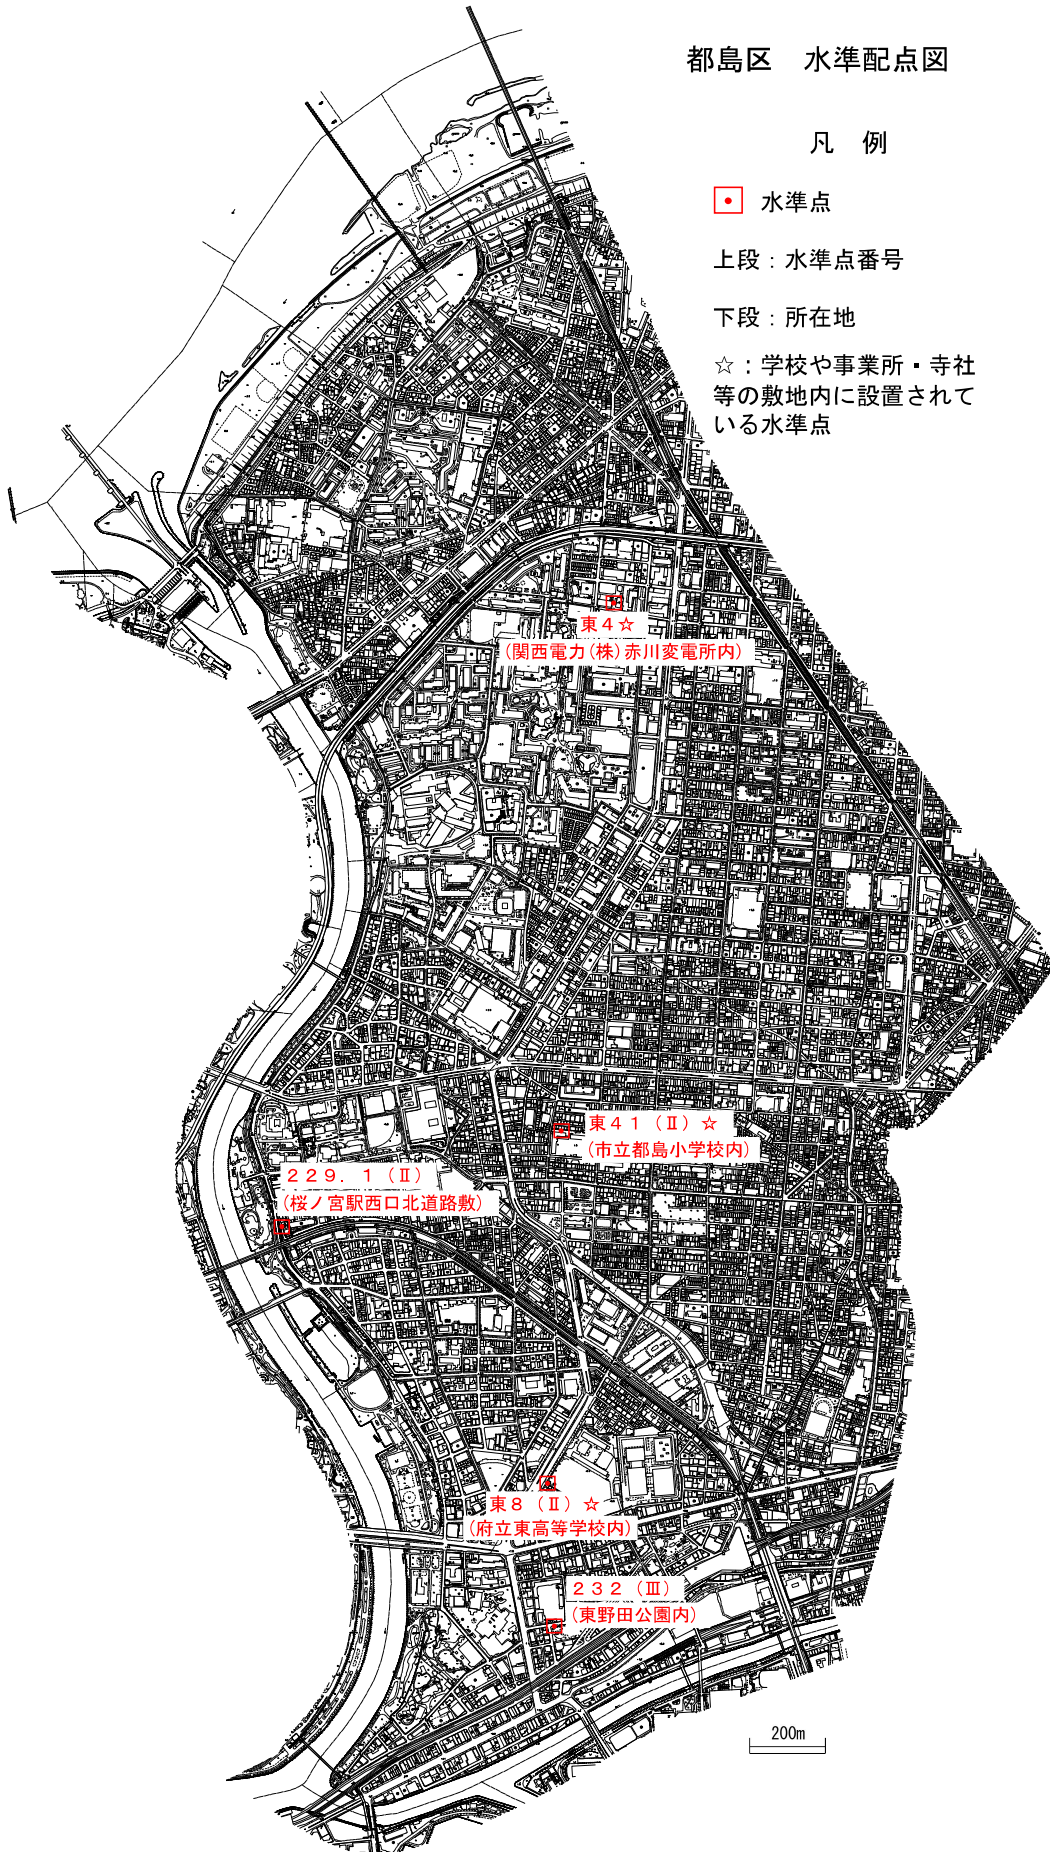 都島区　水準配点図
凡　例
水準点
上段：水準点番号
下段：所在地
☆：学校や事業所・寺社
等の敷地内に設置されて
いる水準点
東４☆
(関西電力(株)赤川変電所内)
東４１（Ⅱ）☆
(市立都島小学校内)
２２９．１（Ⅱ）
(桜ノ宮駅西口北道路敷)
東８（Ⅱ）☆
(府立東高等学校内)
２３２（Ⅲ）
(東野田公園内)
200m